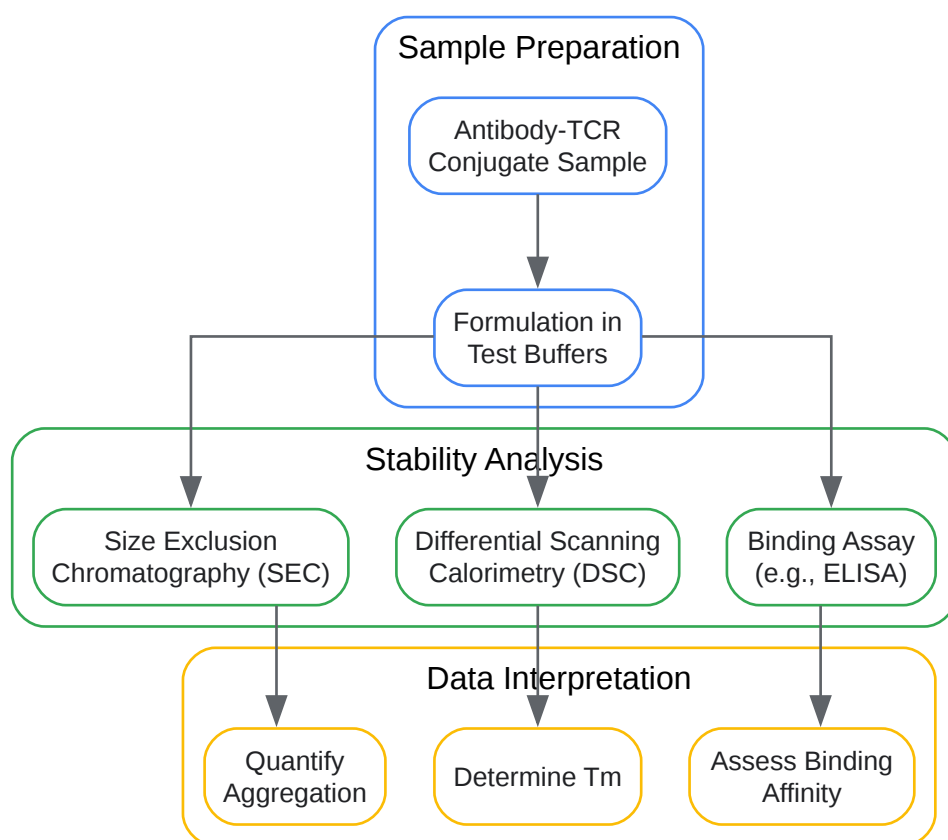 Sample Preparation
Antibody-TCR
Conjugate Sample
Formulation in
Test Buffers
Stability Analysis
Size Exclusion
Chromatography (SEC)
Differential Scanning
Calorimetry (DSC)
Binding Assay
(e.g., ELISA)
Data Interpretation
Quantify
Aggregation
Determine Tm
Assess Binding
Affinity